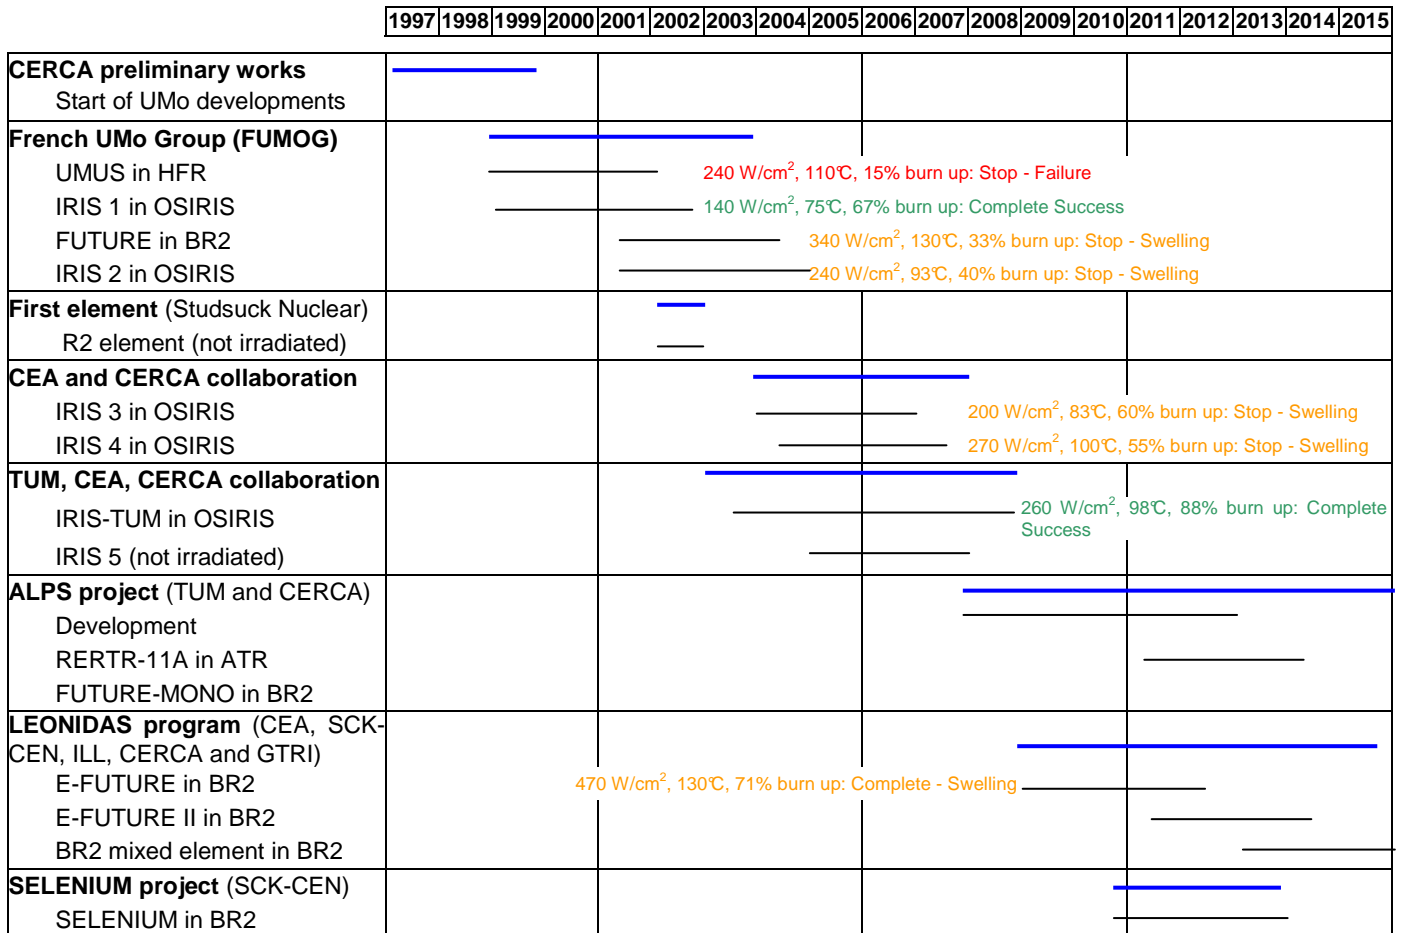 1997 1998 1999 2000 2001 2002 2003 2004 2005 2006 2007 2008 2009 2010 2011 2012 2013 2014 2015
CERCA preliminary works
Start of UMo developments
French UMo Group (FUMOG)
UMUS in HFR 240 W/cm², 110°C, 15% burn up: Stop - Failure
IRIS 1 in OSIRIS 140 W/cm², 75°C, 67% burn up: Complete Success
FUTURE in BR2 340 W/cm², 130°C, 33% burn up: Stop - Swelling
IRIS 2 in OSIRIS 240 W/cm², 93°C, 40% burn up: Stop - Swelling
First element (Studsuck Nuclear)
R2 element (not irradiated)
CEA and CERCA collaboration
IRIS 3 in OSIRIS 200 W/cm², 83°C, 60% burn up: Stop - Swelling
IRIS 4 in OSIRIS 270 W/cm², 100°C, 55% burn up: Stop - Swelling
TUM, CEA, CERCA collaboration
IRIS-TUM in OSIRIS 260 W/cm², 98°C, 88% burn up: Complete
Success
IRIS 5 (not irradiated)
ALPS project (TUM and CERCA)
Development
RERTR-11A in ATR
FUTURE-MONO in BR2
LEONIDAS program (CEA, SCK-
CEN, ILL, CERCA and GTRI)
E-FUTURE in BR2 470 W/cm², 130°C, 71% burn up: Complete - Swelling
E-FUTURE II in BR2
BR2 mixed element in BR2
SELENIUM project (SCK-CEN)
SELENIUM in BR2